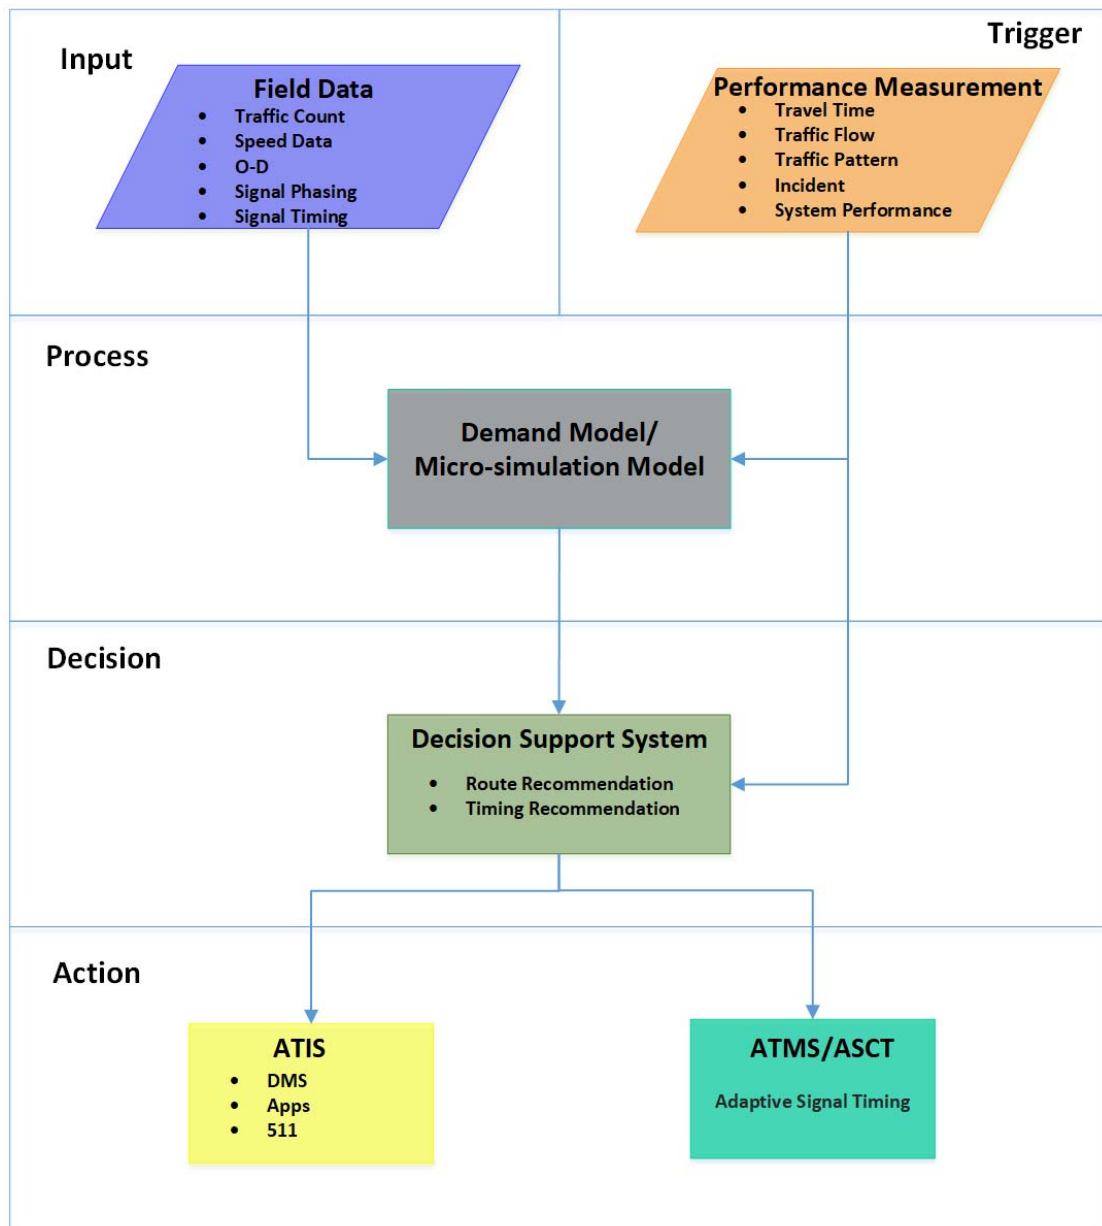 Input
Field Data
• Traffic Count
• Speed Data
• O-D
• Signal Phasing
• Signal Timing
Trigger
Performance Measurement
• Travel Time
• Traffic Flow
• Traffic Pattern
• Incident
• System Performance
Process
Demand Model/
Micro-simulation Model
Decision
Decision Support System
• Route Recommendation
• Timing Recommendation
Action
ATIS
• DMS
• Apps
• 511
ATMS/ASCT
Adaptive Signal Timing